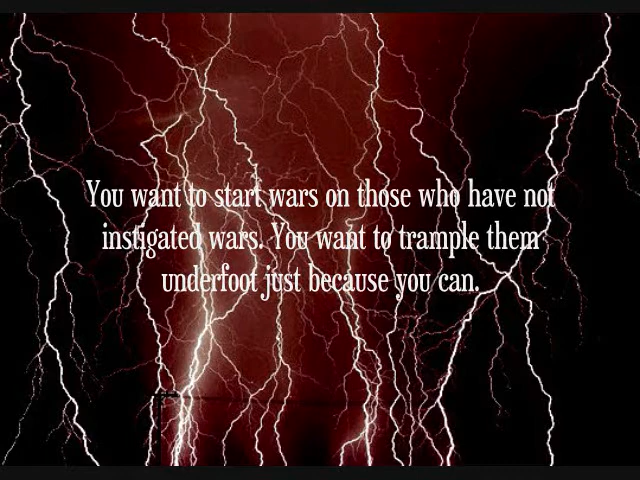 You want to start wars on those who have not
instigated wars. You want to trample them
underfoot just because you can.